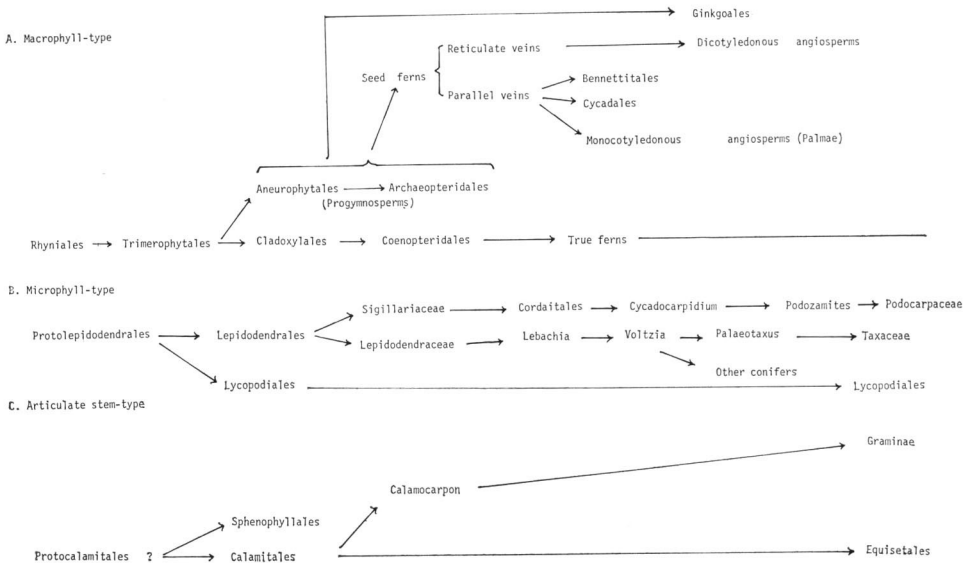 Ginkgoales
A. Macrophyll-type
Reticulate veins Dicotyledonous angiosperms
Seed ferns Bennettitales
Parallel veins Cycadales
Monocotyledonous angiosperms (Palmae)
Aneurophytales Archaeopteridales
(Progymnosperms)
Rhyniales Trimerophytales Cladoxylales Coenopteridales True ferns
B. Microphyll-type
Sigillariaceae Cordaitales Cycadocarpidium Podozamites Podocarpaceae
Protolepidodendrales Lepidodendrales
Lepidodendraceae Lebachia Voltzia Palaeotaxus Taxaceae
Other conifers
Lycopodiales Lycopodiales
C. Articulate stem-type
Graminae
Calamocarpon
Sphenophyllales
Protocalamitales ? Calamitales Equisetales